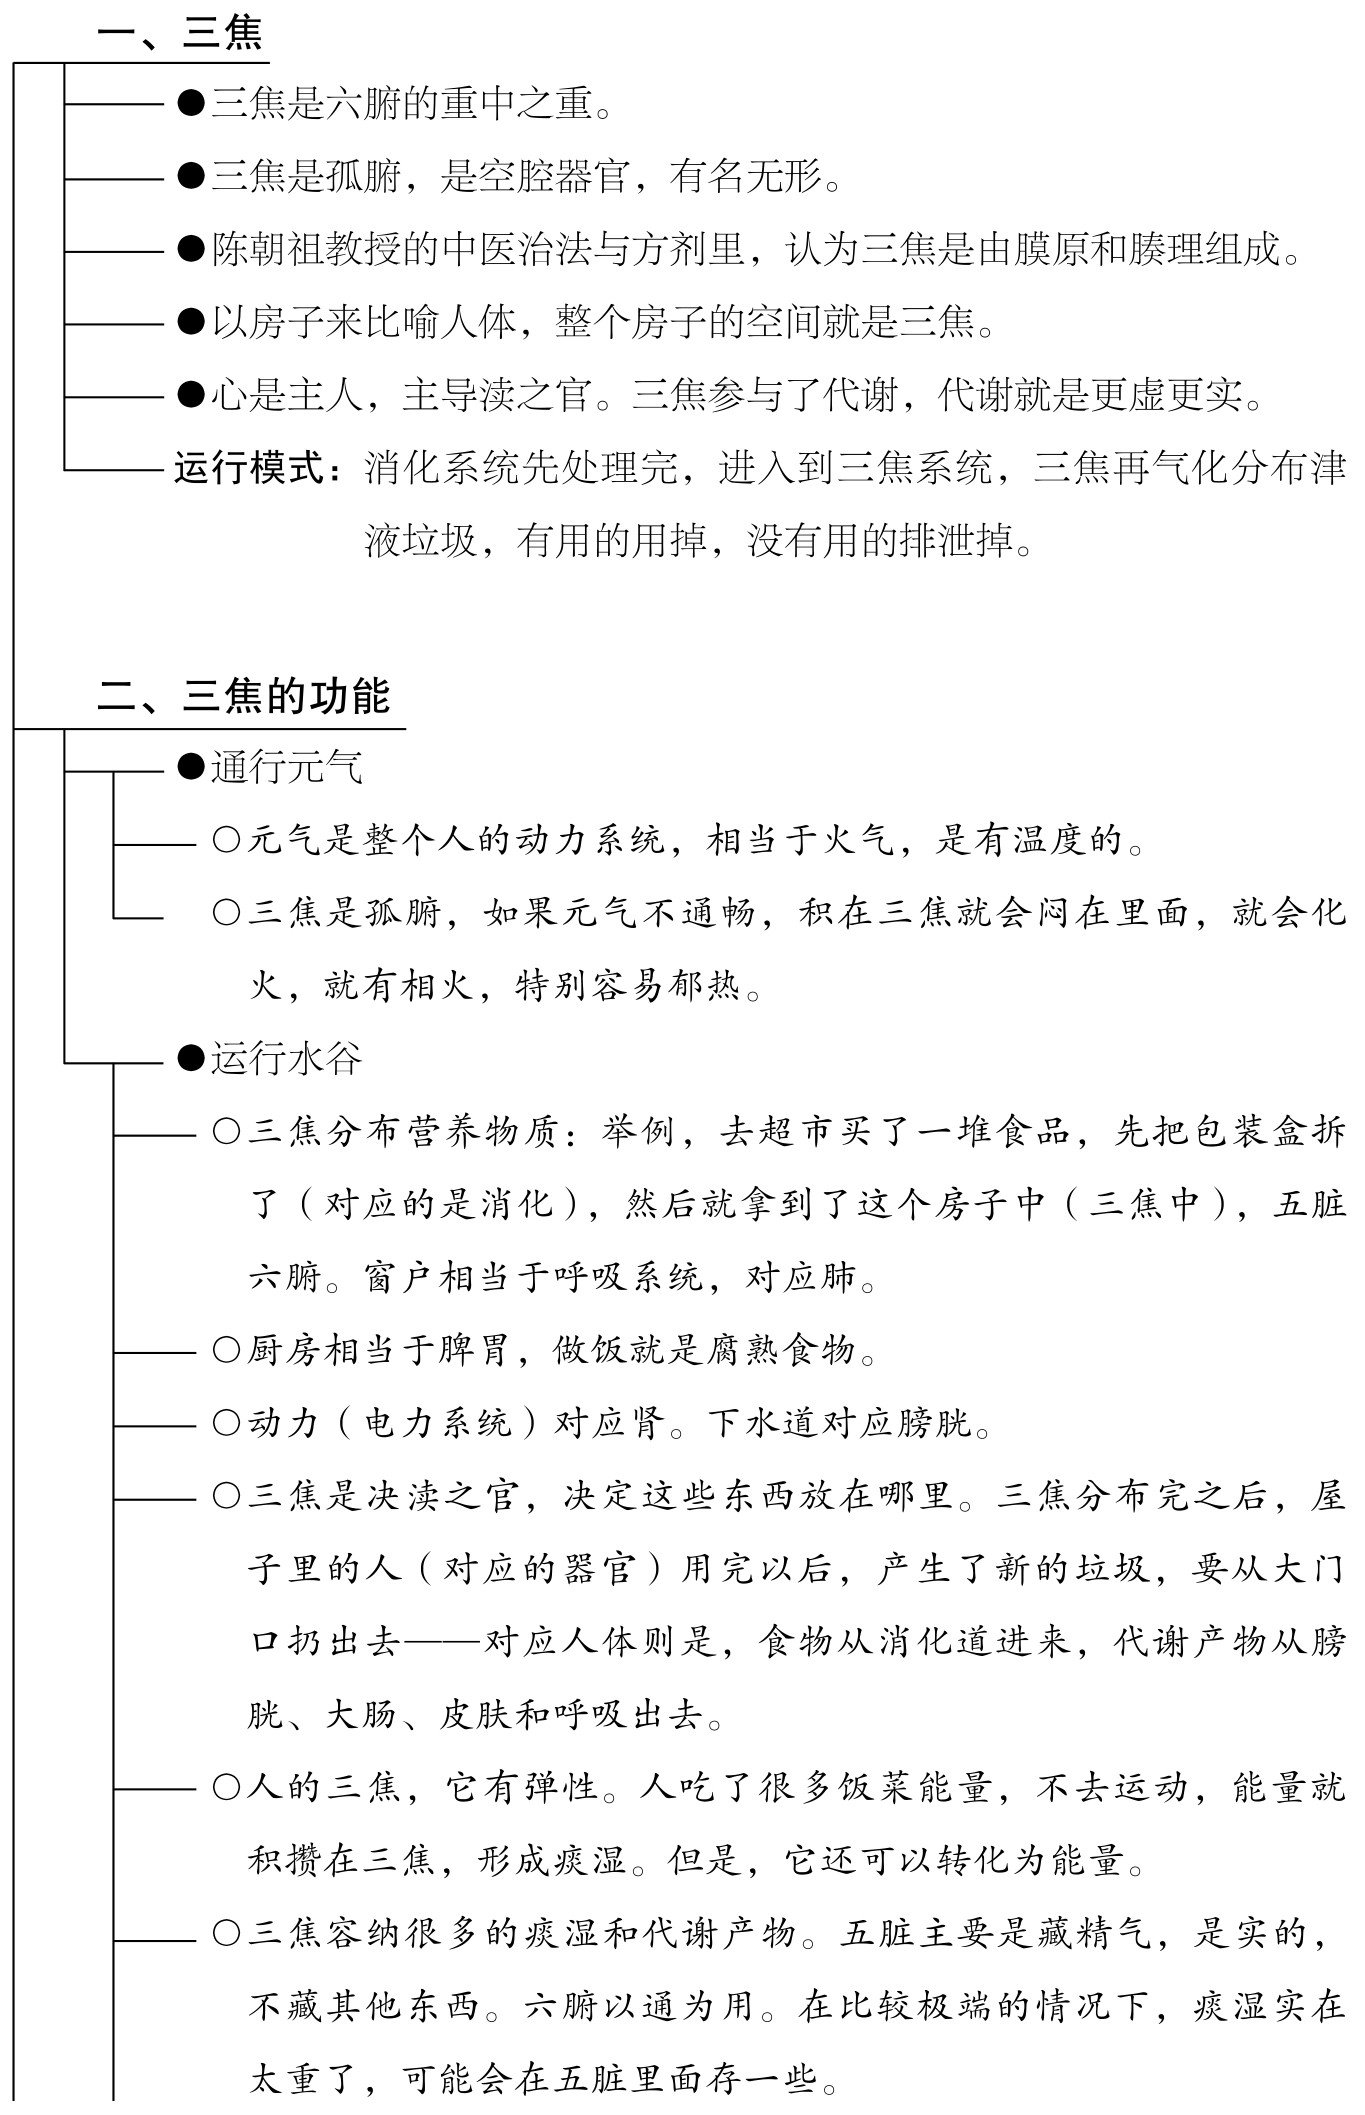 一、三焦
●三焦是六腑的重中之重。
●三焦是孤腑，是空腔器官，有名无形。
●陈朝祖教授的中医治法与方剂里，认为三焦是由膜原和腠理组成。
●以房子来比喻人体，整个房子的空间就是三焦。
●心是主人，主导渎之官。三焦参与了代谢，代谢就是更虚更实。
运行模式：消化系统先处理完，进入到三焦系统，三焦再气化分布津
液垃圾，有用的用掉，没有用的排泄掉。
二、三焦的功能
●通行元气
○元气是整个人的动力系统，相当于火气，是有温度的。
○三焦是孤腑，如果元气不通畅，积在三焦就会闷在里面，就会化
火，就有相火，特别容易郁热。
●运行水谷
○三焦分布营养物质：举例，去超市买了一堆食品，先把包装盒拆
了（对应的是消化），然后就拿到了这个房子中（三焦中），五脏
六腑。窗户相当于呼吸系统，对应肺。
○厨房相当于脾胃，做饭就是腐熟食物。
○动力（电力系统）对应肾。下水道对应膀胱。
○三焦是决渎之官，决定这些东西放在哪里。三焦分布完之后，屋
子里的人（对应的器官）用完以后，产生了新的垃圾，要从大门
口扔出去——对应人体则是，食物从消化道进来，代谢产物从膀
胱、大肠、皮肤和呼吸出去。
○人的三焦，它有弹性。人吃了很多饭菜能量，不去运动，能量就
积攒在三焦，形成痰湿。但是，它还可以转化为能量。
○三焦容纳很多的痰湿和代谢产物。五脏主要是藏精气，是实的，
不藏其他东西。六腑以通为用。在比较极端的情况下，痰湿实在
太重了，可能会在五脏里面存一些。